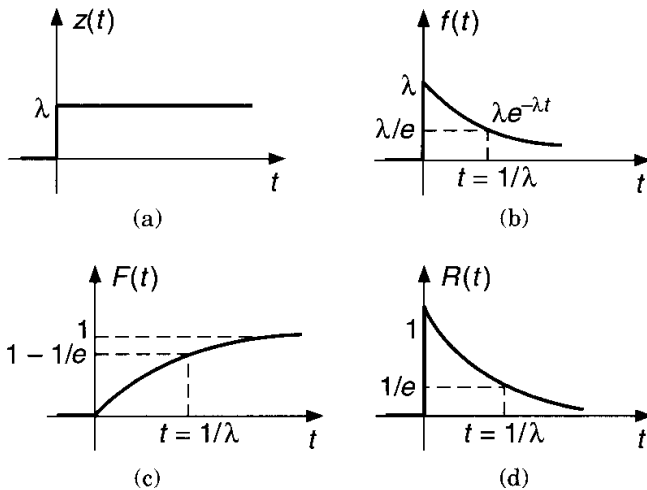 z(t)
λ
t
(a)
f(t)
λ
λe^{-λt}
λ/e
t = 1/λ
t
(b)
F(t)
1
1 − 1/e
t = 1/λ
t
(c)
R(t)
1
1/e
t = 1/λ
t
(d)